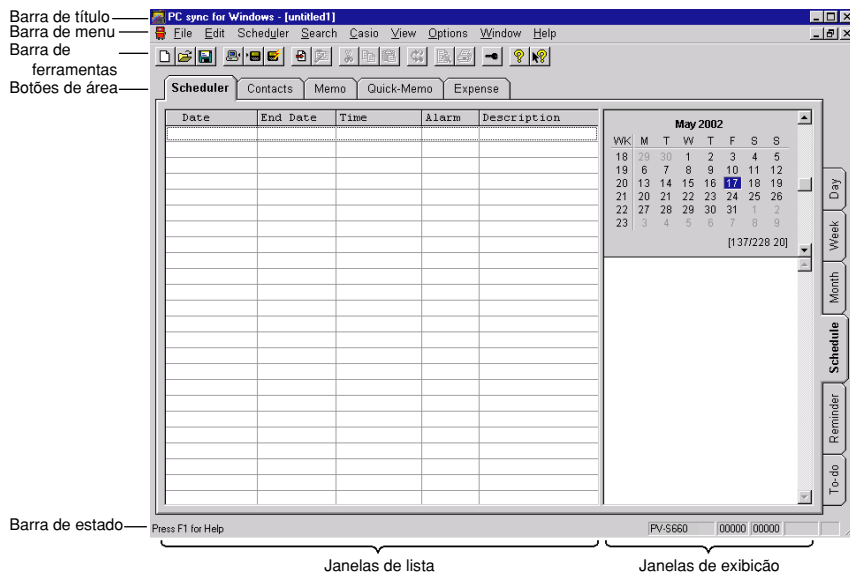 Barra de título
PC sync for Windows - [untitled1]
Barra de menu
File Edit Scheduler Search Casio View Options Window Help
Barra de ferramentas
Botões de área
Scheduler Contacts Memo Quick-Memo Expense
Date End Date Time Alarm Description
May 2002
WK M T W T F S S
18 29 30 1 2 3 4 5
19 6 7 8 9 10 11 12
20 13 14 15 16 17 18 19
21 20 21 22 23 24 25 26
22 27 28 29 30 31 1 2
23 3 4 5 6 7 8 9
[137/228 20]
Day
Week
Month
Schedule
Reminder
To-do
Barra de estado
Press F1 for Help
PV-S660 00000 00000
Janelas de lista
Janelas de exibicão